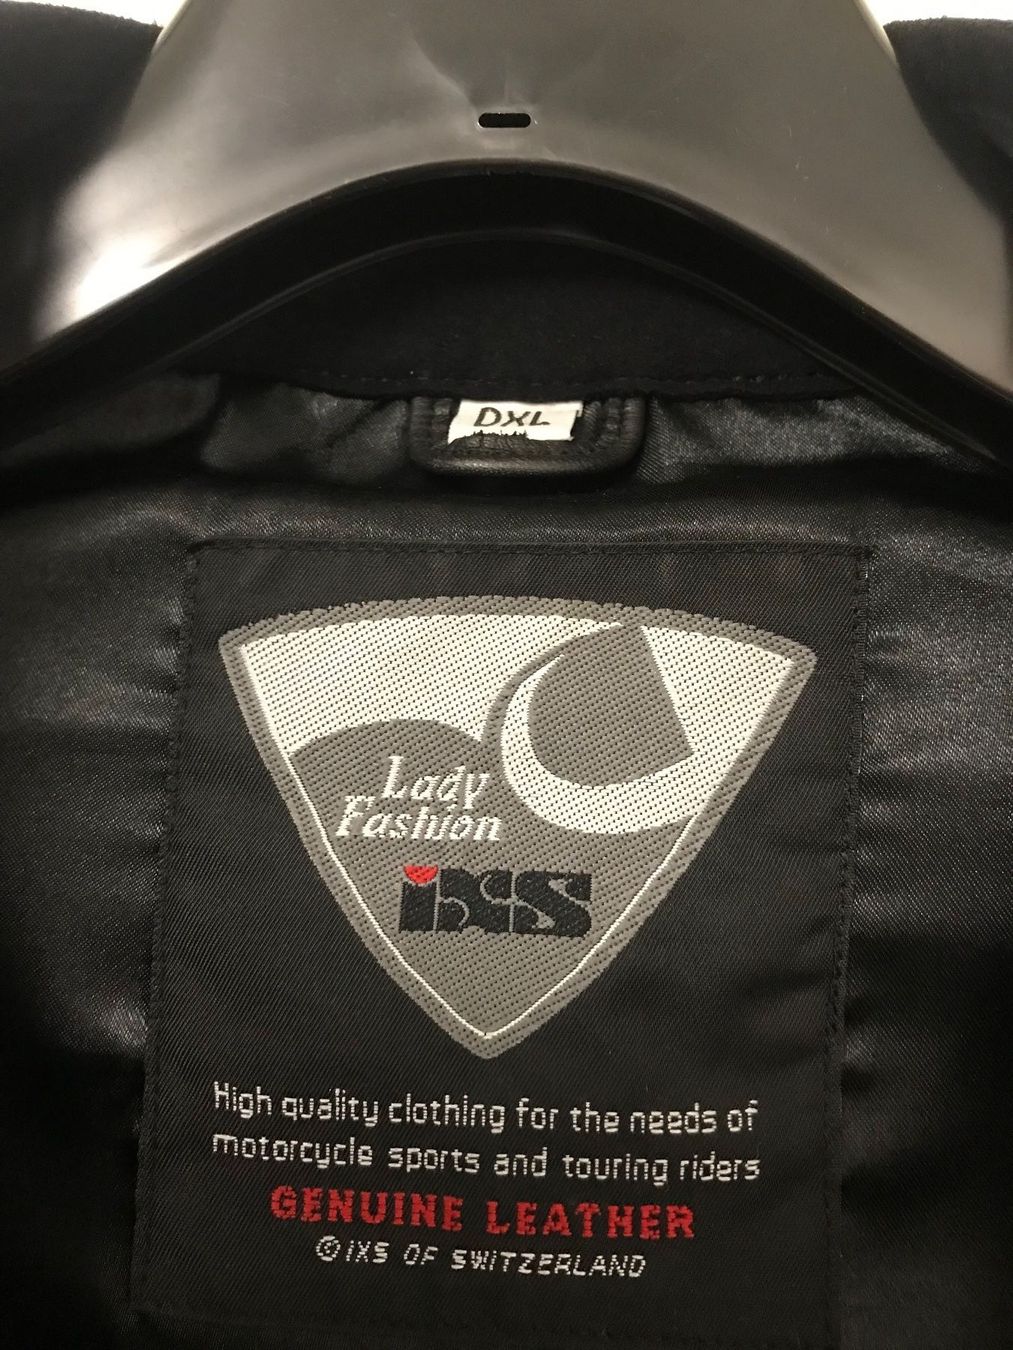 DXL
Lady
Fashion
iXS
High quality clothing for the needs of
motorcycle sports and touring riders
GENUINE LEATHER
© iXS OF SWITZERLAND